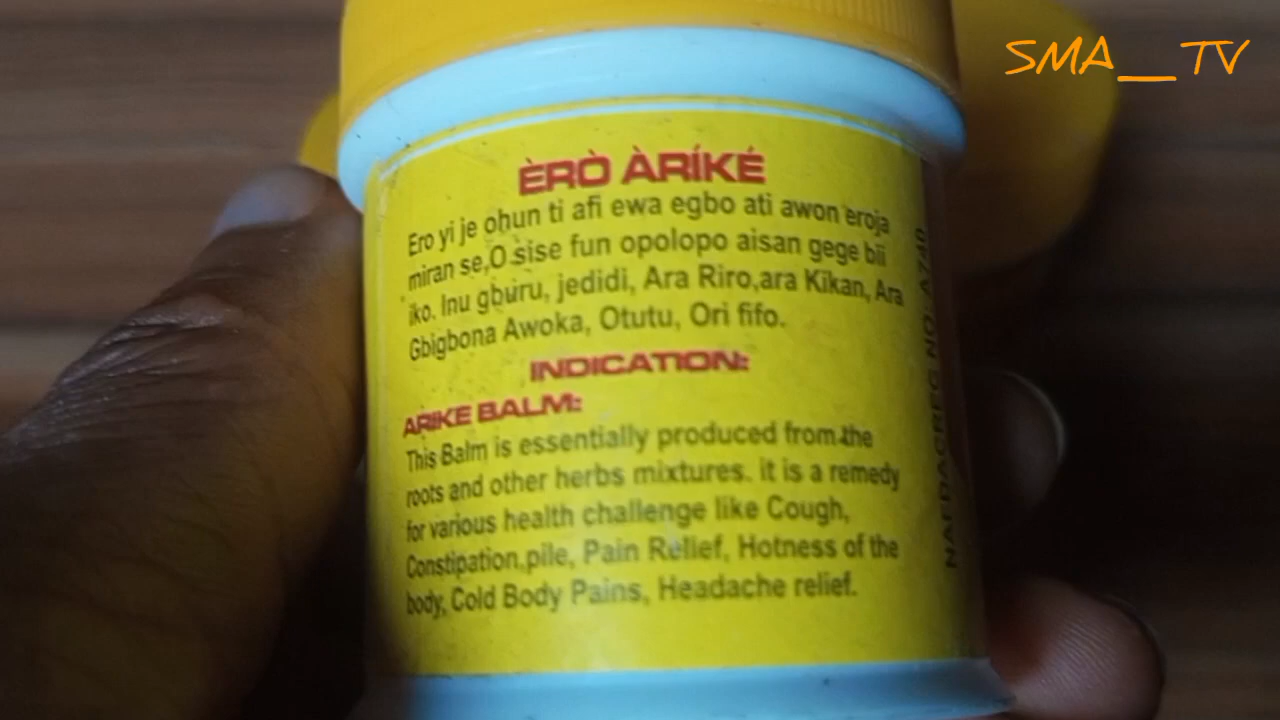 SMA__TV
ÈRÒ ÀRÍKÉ
Ero yi je ohun ti afi ewa egbo ati awon eroja
miran se,O sise fun opolopo aisan gege bii
iko. Inu gburu, jedidi, Ara Riro,ara Kikan, Ara
Gbigbona Awoka, Otutu, Ori fifo.
INDICATION:
ARIKE BALM:
This Balm is essentially produced from the
roots and other herbs mixtures. it is a remedy
for various health challenge like Cough,
Constipation,pile, Pain Relief, Hotness of the
body, Cold Body Pains, Headache relief.
NO: A7